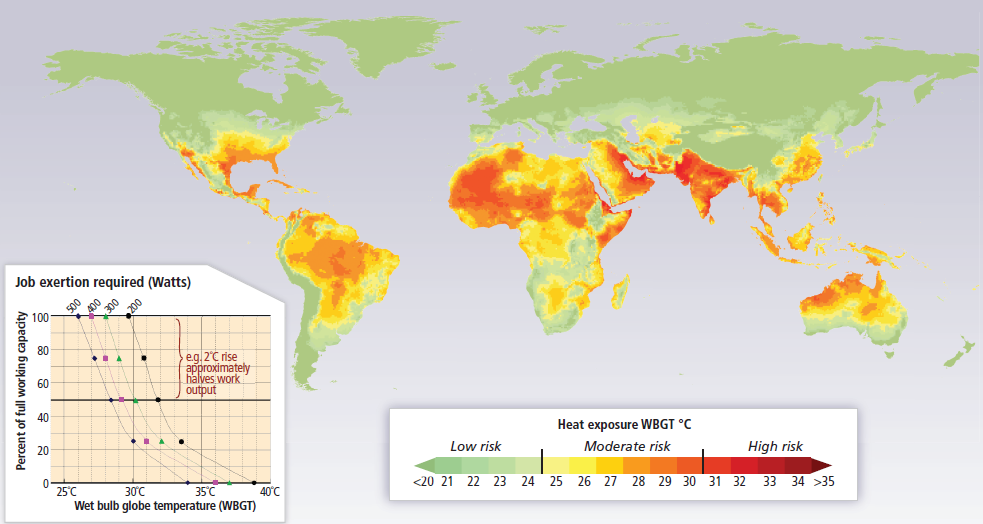 Job exertion required (Watts)
500 400 300 200
Percent of full working capacity
100
80
60
40
20
0
e.g. 2°C rise
approximately
halves work
output
25°C 30°C 35°C 40°C
Wet bulb globe temperature (WBGT)
Heat exposure WBGT °C
Low risk Moderate risk High risk
<20 21 22 23 24 25 26 27 28 29 30 31 32 33 34 >35